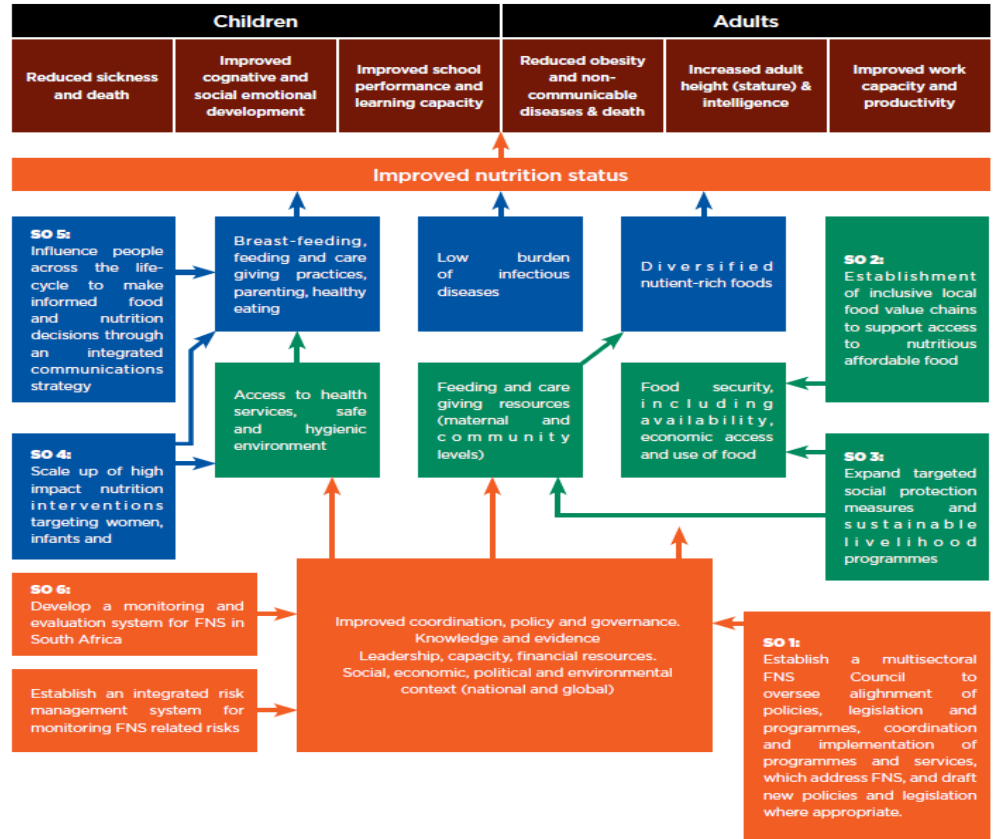 Children
Adults
Reduced sickness
and death
Improved
cognative and
social emotional
development
Improved school
performance and
learning capacity
Reduced obesity
and non-
communicable
diseases & death
Increased adult
height (stature) &
intelligence
Improved work
capacity and
productivity
Improved nutrition status
SO 5:
Influence people
across the life-
cycle to make
informed food
and nutrition
decisions through
an integrated
communications
strategy
Breast-feeding,
feeding and care
giving practices,
parenting, healthy
eating
Low burden
of infectious
diseases
Diversified
nutient-rich foods
SO 2:
Establishment
of inclusive local
food value chains
to support access
to nutritious
affordable food
Access to health
services, safe
and hygienic
environment
Feeding and care
giving resources
(maternal and
community
levels)
Food security,
including
availability,
economic access
and use of food
SO 4:
Scale up of high
impact nutrition
interventions
targeting women,
infants and
SO 3:
Expand targeted
social protection
measures and
sustainable
livelihood
programmes
SO 6:
Develop a monitoring and
evaluation system for FNS in
South Africa
Establish an integrated risk
management system for
monitoring FNS related risks
Improved coordination, policy and governance.
Knowledge and evidence
Leadership, capacity, financial resources.
Social, economic, political and environmental
context (national and global)
SO 1:
Establish a multisectoral
FNS Council to
oversee alighnment of
policies, legislation and
programmes, coordination
and implementation of
programmes and services,
which address FNS, and draft
new policies and legislation
where appropriate.